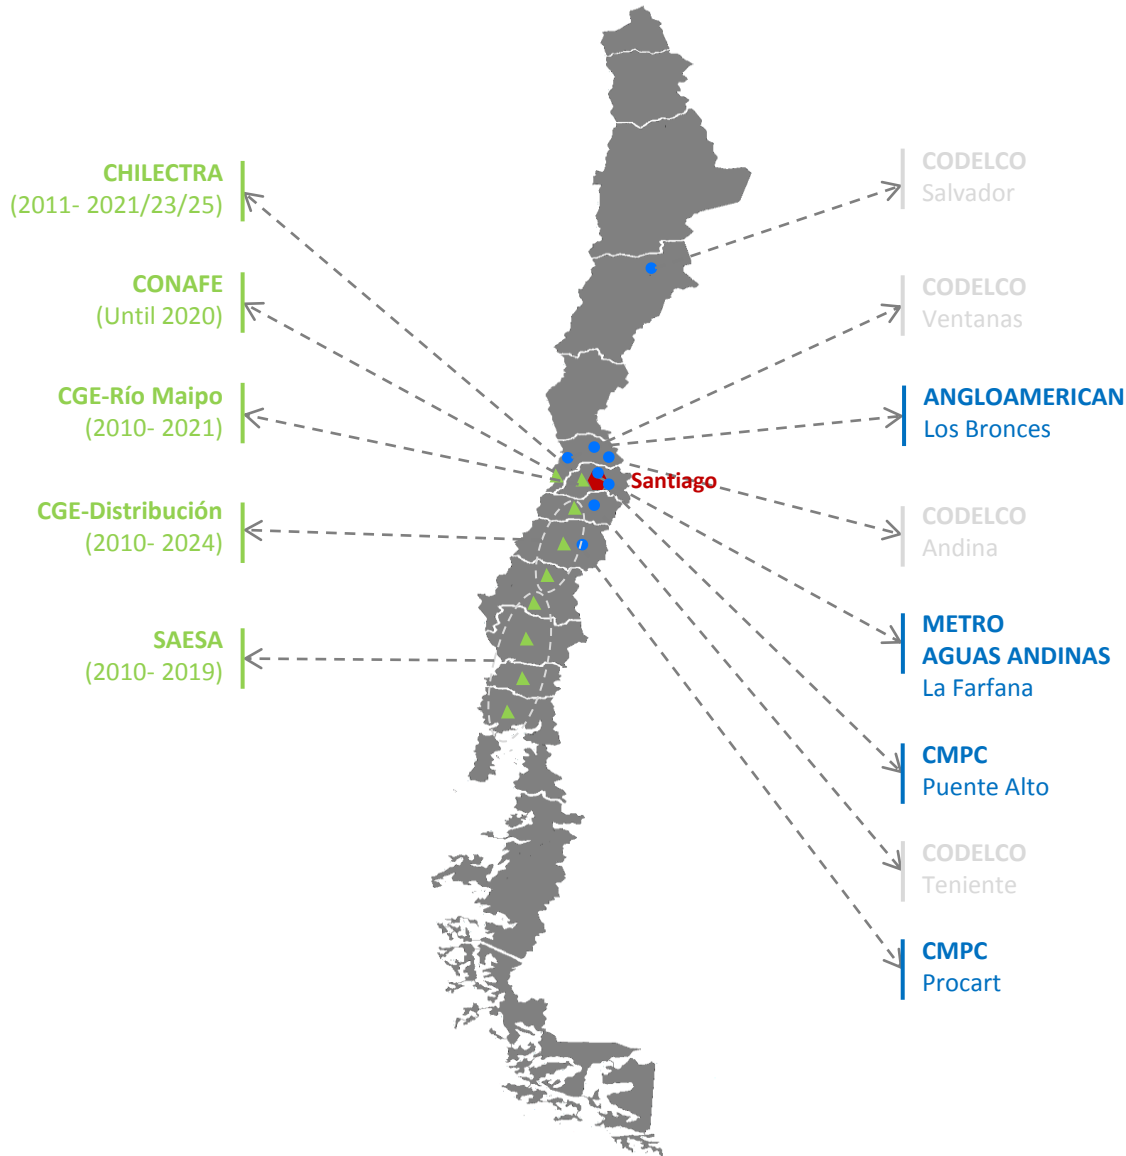 CHILECTRA
(2011- 2021/23/25)
CONAFE
(Until 2020)
CGE-Río Maipo
(2010- 2021)
CGE-Distribución
(2010- 2024)
SAESA
(2010- 2019)
Santiago
CODELCO
Salvador
CODELCO
Ventanas
ANGLOAMERICAN
Los Bronces
CODELCO
Andina
METRO
AGUAS ANDINAS
La Farfana
CMPC
Puente Alto
CODELCO
Teniente
CMPC
Procart